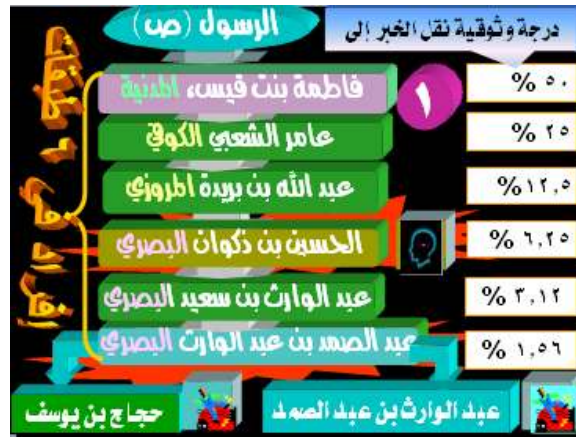 درجة وثوقية نقل الخبر إلى
الرسول (ص)
١
فاطمة بنت قيس، المدنية
٥٠ %
عامر الشعبي الكوفي
٢٥ %
عبد الله بن بريدة المروزي
١٢,٥ %
الحسين بن ذكوان البصري
٦,٢٥ %
عبد الوارث بن سعيد البصري
٣,١٢ %
عبد الصمد بن عبد الوارث البصري
١,٥٦ %
عبد الوارث بن عبد الصمد
حجاج بن يوسف